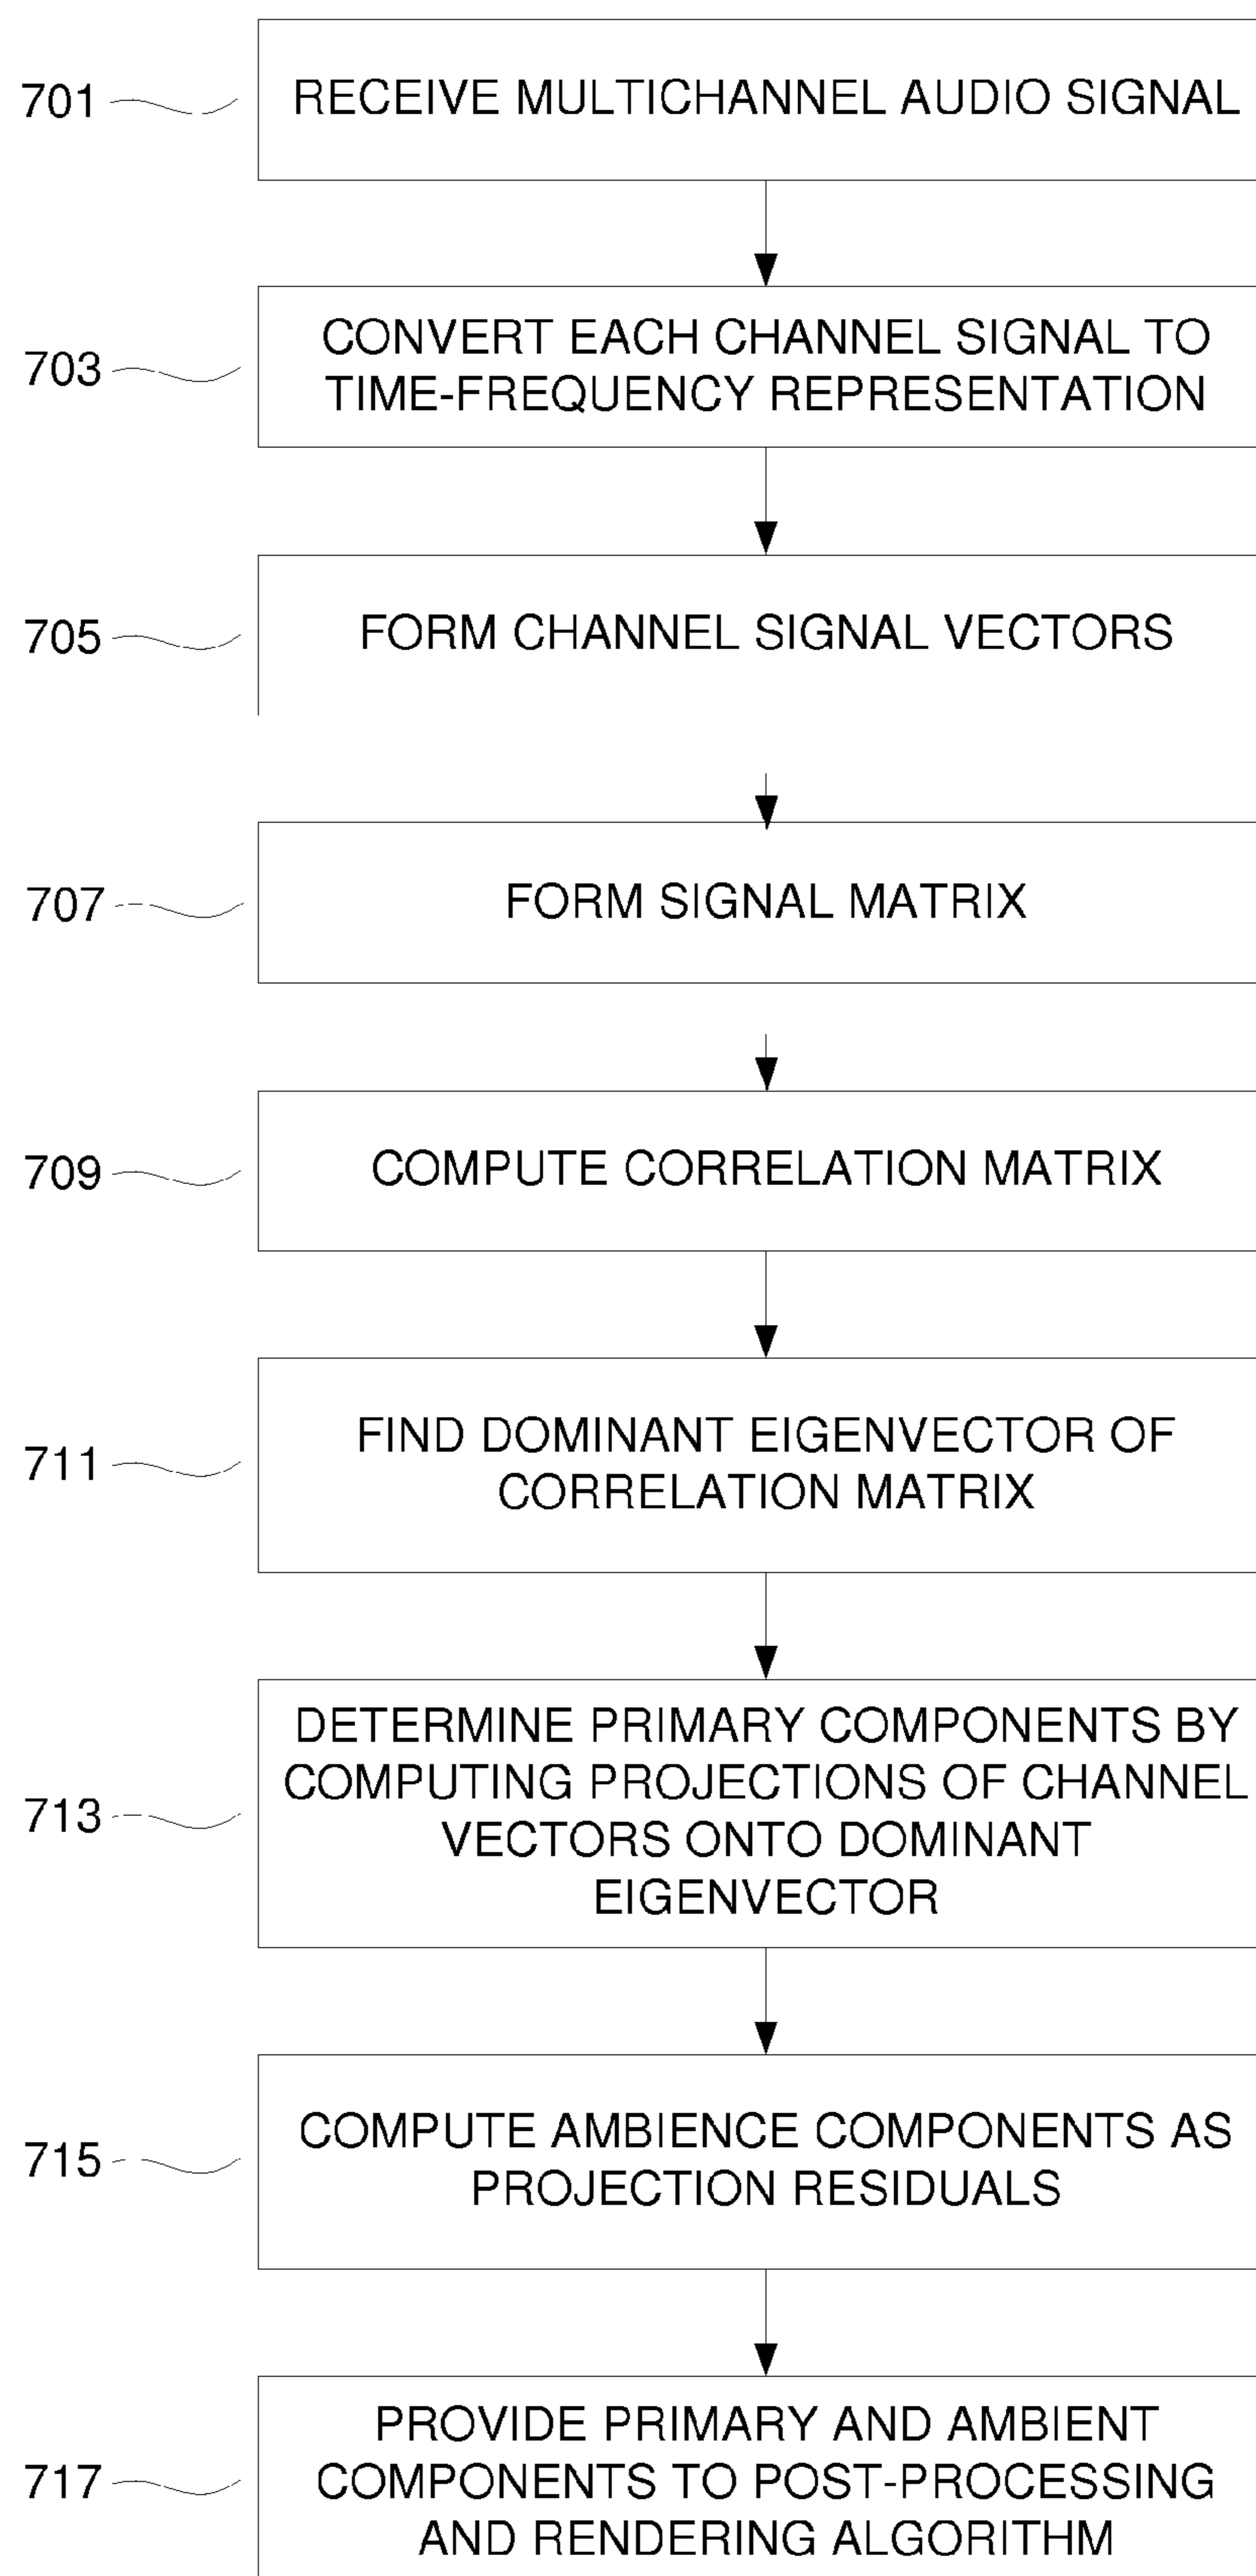 701
RECEIVE MULTICHANNEL AUDIO SIGNAL
703
CONVERT EACH CHANNEL SIGNAL TO
TIME-FREQUENCY REPRESENTATION
705
FORM CHANNEL SIGNAL VECTORS
707
FORM SIGNAL MATRIX
709
COMPUTE CORRELATION MATRIX
711
FIND DOMINANT EIGENVECTOR OF
CORRELATION MATRIX
713
DETERMINE PRIMARY COMPONENTS BY
COMPUTING PROJECTIONS OF CHANNEL
VECTORS ONTO DOMINANT
EIGENVECTOR
715
COMPUTE AMBIENCE COMPONENTS AS
PROJECTION RESIDUALS
717
PROVIDE PRIMARY AND AMBIENT
COMPONENTS TO POST-PROCESSING
AND RENDERING ALGORITHM